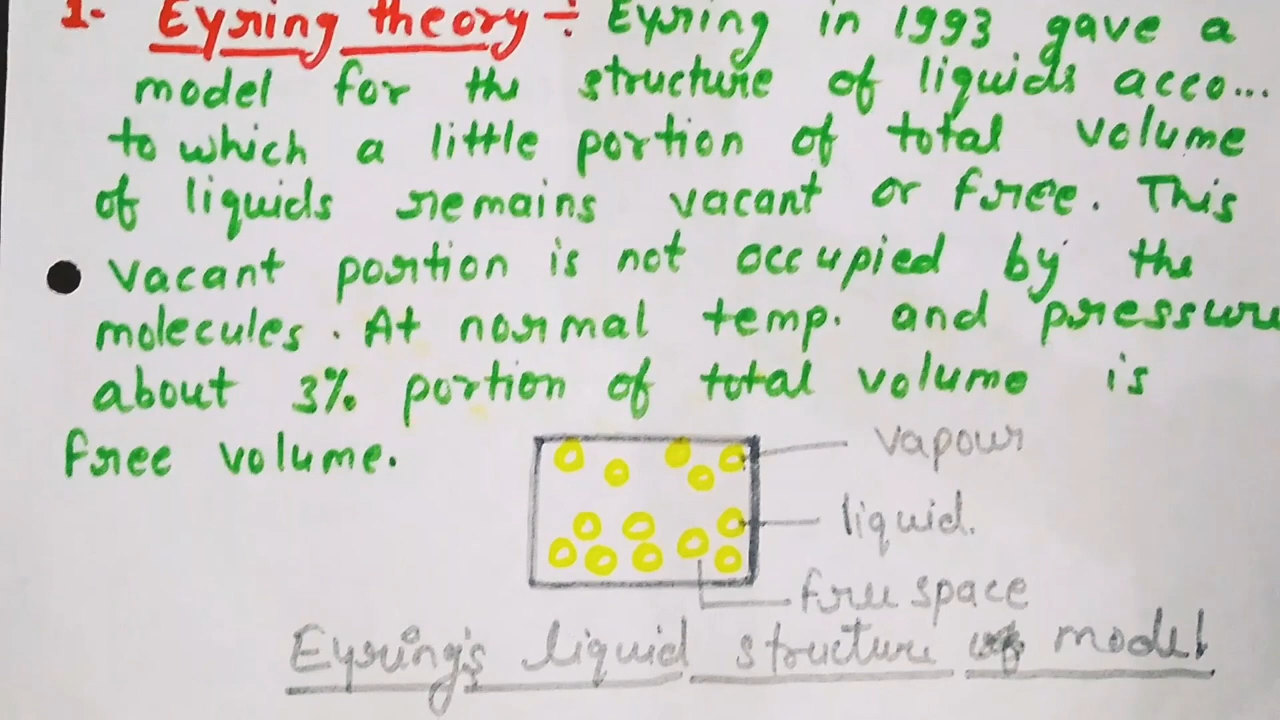 1- Eyring theory ÷ Eyring in 1993 gave a
model for the structure of liquids acco...
to which a little portion of total volume
of liquids remains vacant or free. This
vacant portion is not occupied by the
molecules. At normal temp. and pressure
about 3% portion of total volume is
free volume.
vapour
liquid.
free space
Eyring's liquid structure of model